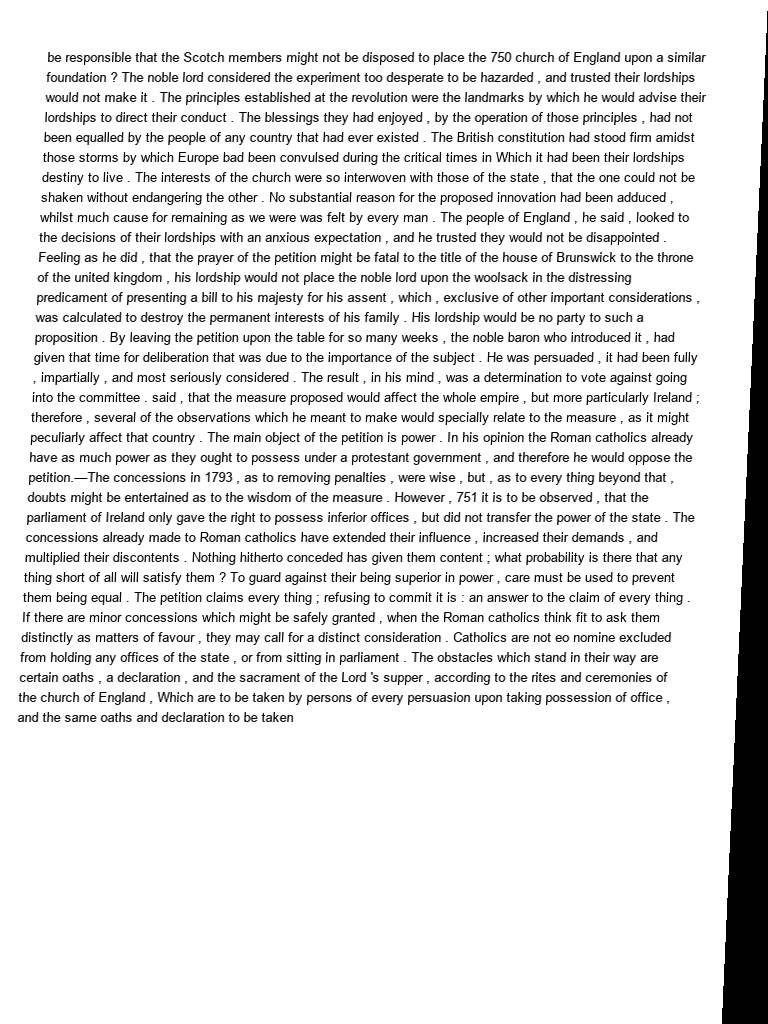 be responsible that the Scotch members might not be disposed to place the 750 church of England upon a similar
foundation ? The noble lord considered the experiment too desperate to be hazarded , and trusted their lordships
would not make it . The principles established at the revolution were the landmarks by which he would advise their
lordships to direct their conduct . The blessings they had enjoyed , by the operation of those principles , had not
been equalled by the people of any country that had ever existed . The British constitution had stood firm amidst
those storms by which Europe bad been convulsed during the critical times in Which it had been their lordships
destiny to live . The interests of the church were so interwoven with those of the state , that the one could not be
shaken without endangering the other . No substantial reason for the proposed innovation had been adduced ,
whilst much cause for remaining as we were was felt by every man . The people of England , he said , looked to
the decisions of their lordships with an anxious expectation , and he trusted they would not be disappointed .
Feeling as he did , that the prayer of the petition might be fatal to the title of the house of Brunswick to the throne
of the united kingdom , his lordship would not place the noble lord upon the woolsack in the distressing
predicament of presenting a bill to his majesty for his assent , which , exclusive of other important considerations ,
was calculated to destroy the permanent interests of his family . His lordship would be no party to such a
proposition . By leaving the petition upon the table for so many weeks , the noble baron who introduced it , had
given that time for deliberation that was due to the importance of the subject . He was persuaded , it had been fully
, impartially , and most seriously considered . The result , in his mind , was a determination to vote against going
into the committee . said , that the measure proposed would affect the whole empire , but more particularly Ireland ;
therefore , several of the observations which he meant to make would specially relate to the measure , as it might
peculiarly affect that country . The main object of the petition is power . In his opinion the Roman catholics already
have as much power as they ought to possess under a protestant government , and therefore he would oppose the
petition.—The concessions in 1793 , as to removing penalties , were wise , but , as to every thing beyond that ,
doubts might be entertained as to the wisdom of the measure . However , 751 it is to be observed , that the
parliament of Ireland only gave the right to possess inferior offices , but did not transfer the power of the state . The
concessions already made to Roman catholics have extended their influence , increased their demands , and
multiplied their discontents . Nothing hitherto conceded has given them content ; what probability is there that any
thing short of all will satisfy them ? To guard against their being superior in power , care must be used to prevent
them being equal . The petition claims every thing ; refusing to commit it is : an answer to the claim of every thing .
If there are minor concessions which might be safely granted , when the Roman catholics think fit to ask them
distinctly as matters of favour , they may call for a distinct consideration . Catholics are not eo nomine excluded
from holding any offices of the state , or from sitting in parliament . The obstacles which stand in their way are
certain oaths , a declaration , and the sacrament of the Lord 's supper , according to the rites and ceremonies of
the church of England , Which are to be taken by persons of every persuasion upon taking possession of office ,
and the same oaths and declaration to be taken